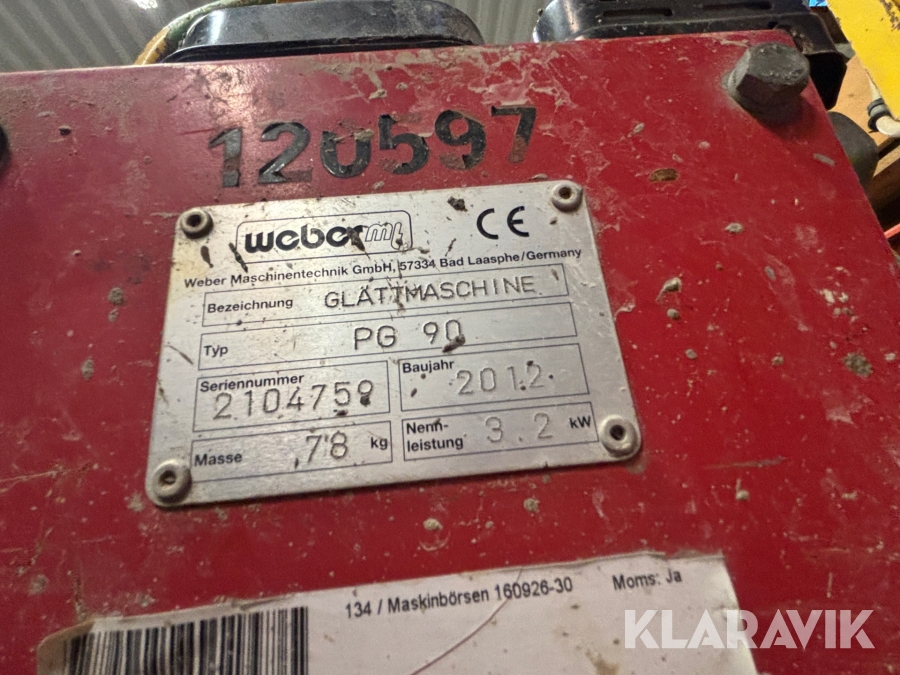 120597
weber mt CE
Weber Maschinentechnik GmbH, 57334 Bad Laasphe/Germany
Bezeichnung GLÄTTMASCHINE
Typ PG 90
Seriennummer 2104759
Baujahr 2012
Masse 78 kg
Nenn-
leistung 3.2 kW
134 / Maskinbörsen 160926-30 Moms: Ja
KLARAVIK